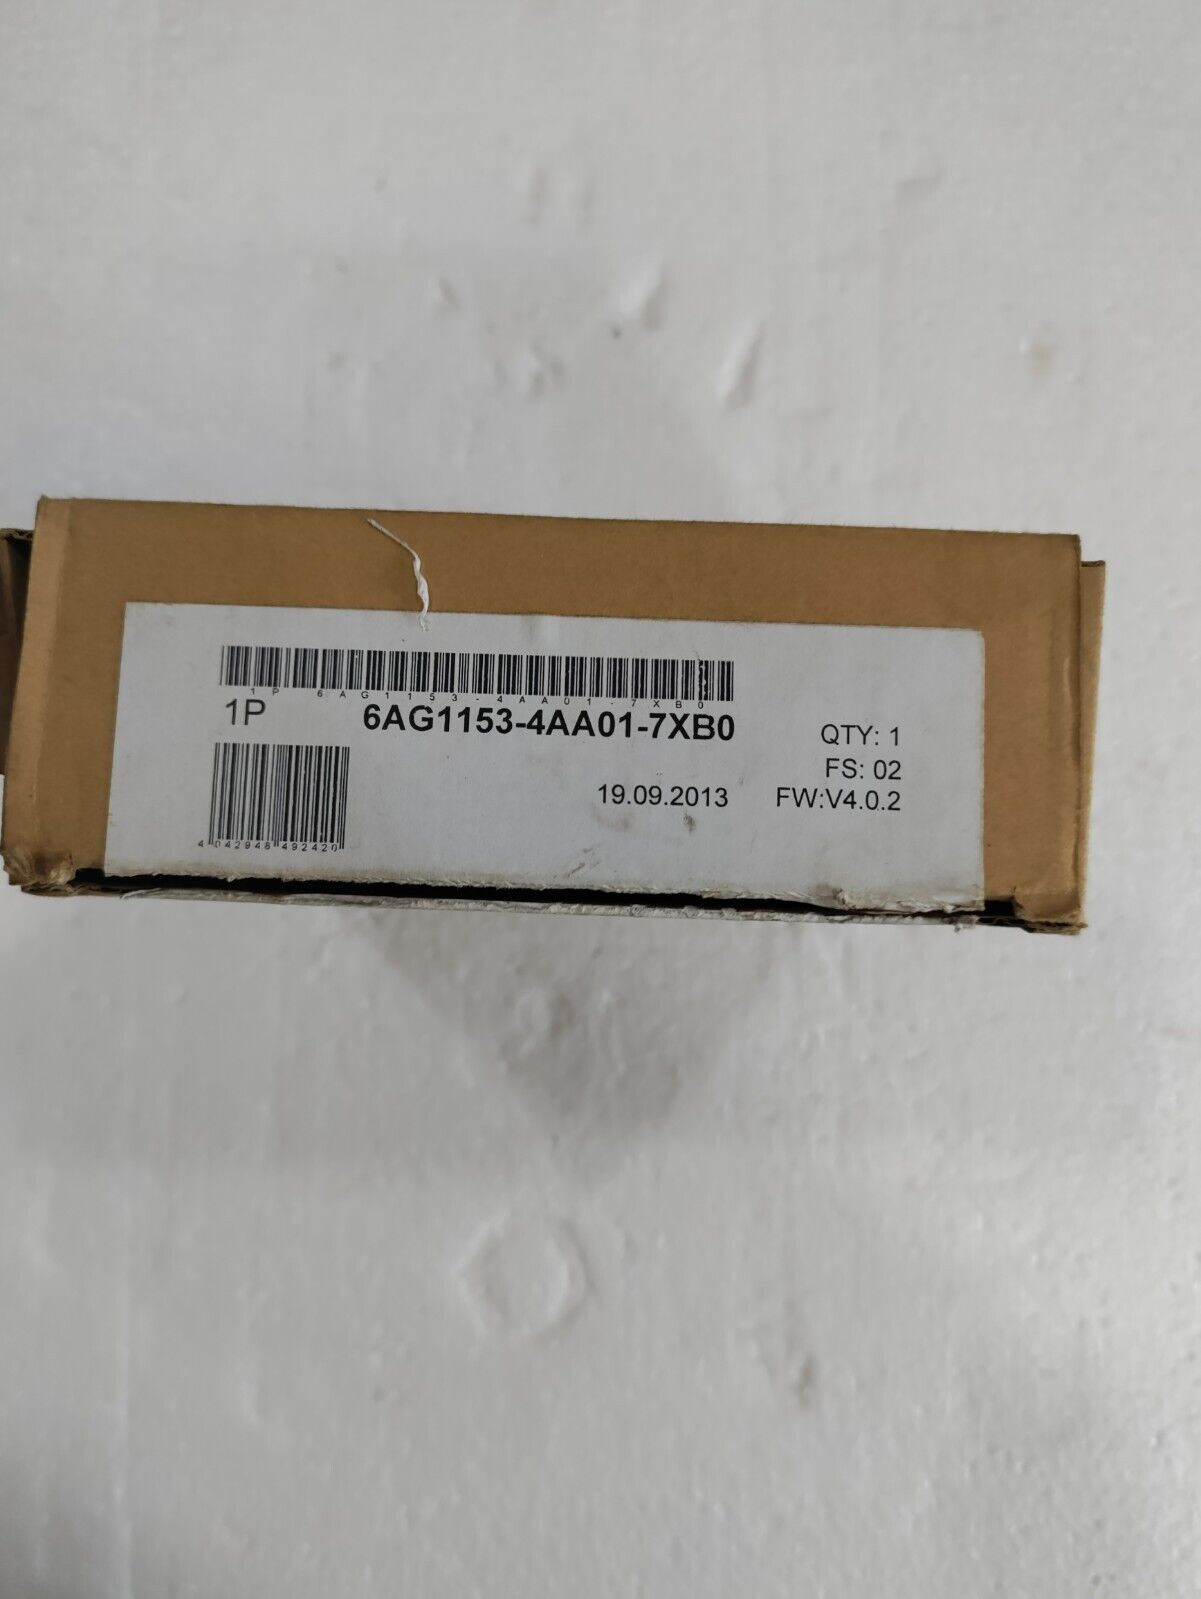 1P 6AG1153-4AA01-7XB0
1P 6AG1153-4AA01-7XB0
QTY: 1
FS: 02
19.09.2013 FW:V4.0.2
4 042948 492420